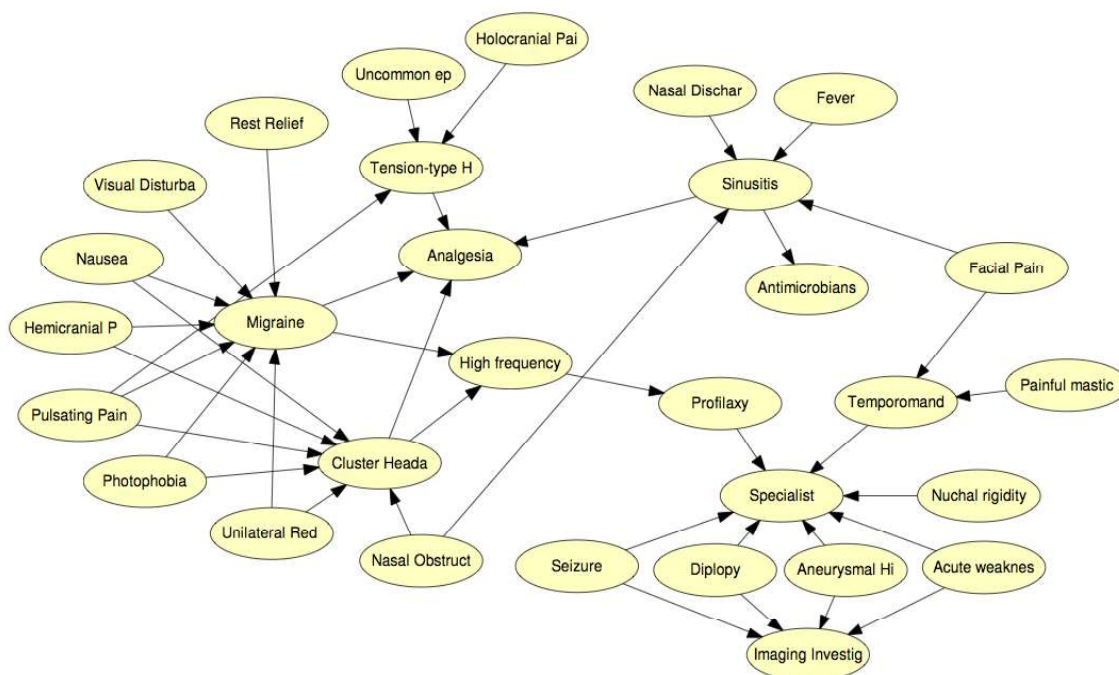 Holocranial Pai
Uncommon ep
Nasal Dischar
Fever
Rest Relief
Tension-type H
Visual Disturba
Sinusitis
Nausea
Analgesia
Facial Pain
Antimicrobians
Hemicranial P
Migraine
High frequency
Painful mastic
Pulsating Pain
Profilaxy
Temporomand
Cluster Heada
Photophobia
Specialist
Nuchal rigidity
Unilateral Red
Nasal Obstruct
Seizure
Diplopy
Aneurysmal Hi
Acute weaknes
Imaging Investig